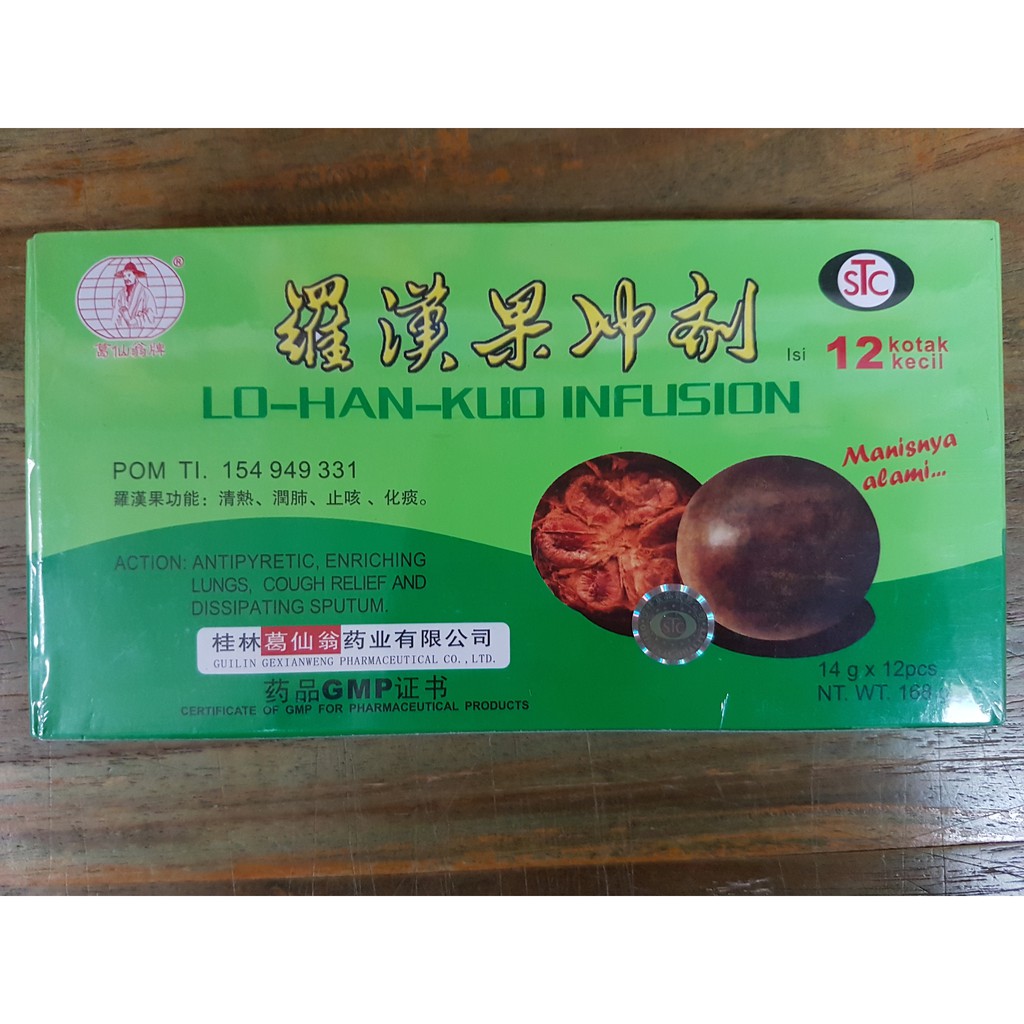 ®
葛仙翁牌
羅漢果冲剂
STC
Isi 12 kotak kecil
LO-HAN-KUO INFUSION
Manisnya
alami...
POM TI. 154 949 331
羅漢果功能：清熱、潤肺、止咳、化痰。
ACTION: ANTIPYRETIC, ENRICHING
LUNGS, COUGH RELIEF AND
DISSIPATING SPUTUM.
STC
桂林葛仙翁药业有限公司
GUILIN GEXIANWENG PHARMACEUTICAL CO.,LTD.
药品GMP证书
CERTIFICATE OF GMP FOR PHARMACEUTICAL PRODUCTS
14 g x 12pcs
NT. WT. 168